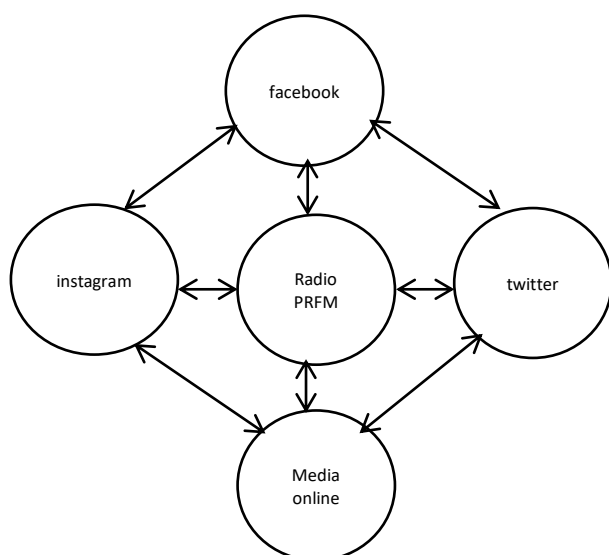 facebook
instagram
Radio
PRFM
twitter
Media
online